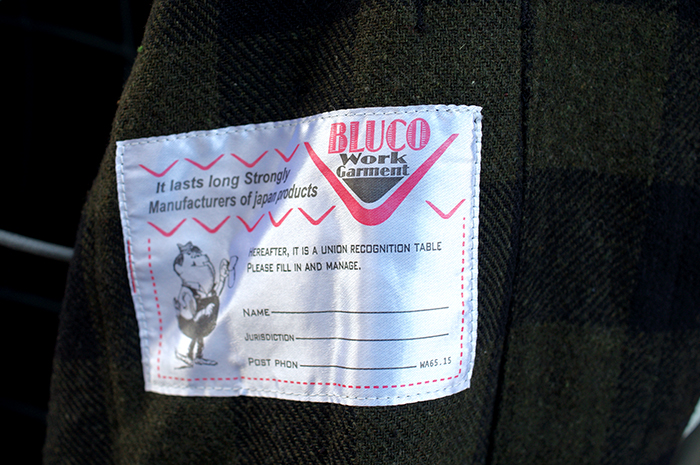 BLUCO
Work
Garment
It lasts long Strongly
Manufacturers of japan products
HEREAFTER, IT IS A UNION RECOGNITION TABLE
PLEASE FILL IN AND MANAGE.
NAME
JURISDICTION
POST PHON
WA65.15